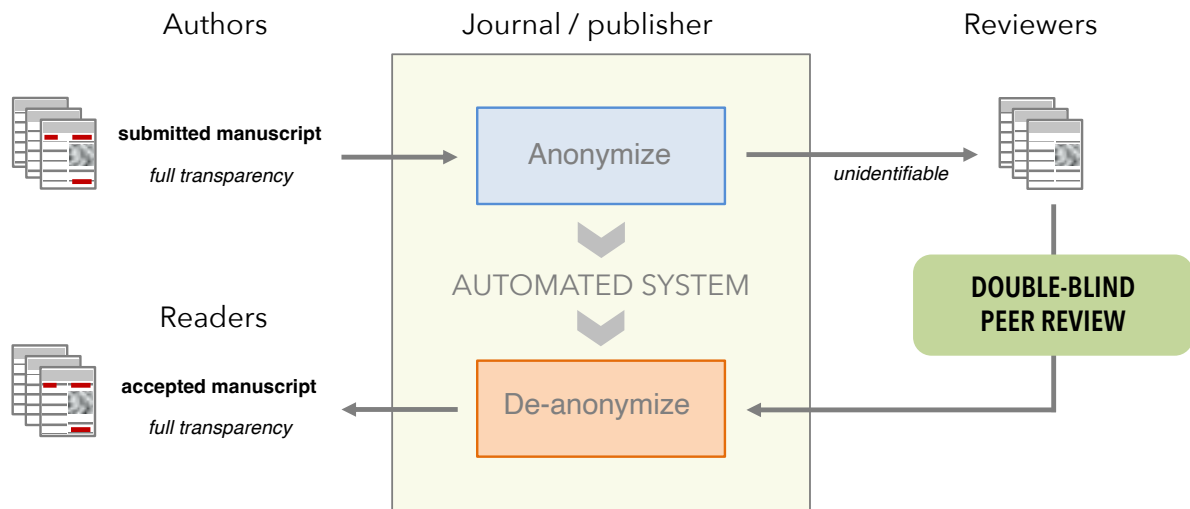 Authors
Journal / publisher
Reviewers
submitted manuscript
full transparency
Anonymize
unidentifiable
AUTOMATED SYSTEM
DOUBLE-BLIND
PEER REVIEW
Readers
accepted manuscript
full transparency
De-anonymize